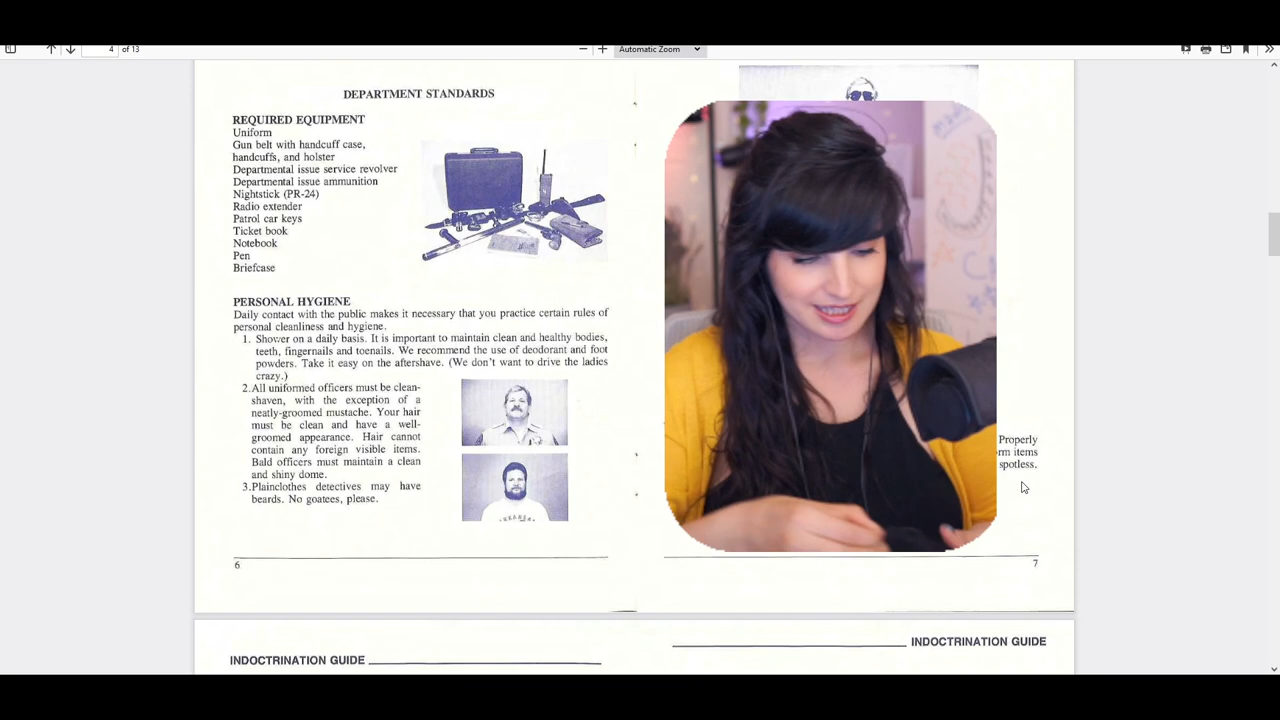 4 of 13
Automatic Zoom
DEPARTMENT STANDARDS
REQUIRED EQUIPMENT
Uniform
Gun belt with handcuff case,
handcuffs, and holster
Departmental issue service revolver
Departmental issue ammunition
Nightstick (PR-24)
Radio extender
Patrol car keys
Ticket book
Notebook
Pen
Briefcase
PERSONAL HYGIENE
Daily contact with the public makes it necessary that you practice certain rules of
personal cleanliness and hygiene.
1. Shower on a daily basis. It is important to maintain clean and healthy bodies,
teeth, fingernails and toenails. We recommend the use of deodorant and foot
powders. Take it easy on the aftershave. (We don't want to drive the ladies
crazy.)
2. All uniformed officers must be clean-
shaven, with the exception of a
neatly-groomed mustache. Your hair
must be clean and have a well-
groomed appearance. Hair cannot
contain any foreign visible items.
Bald officers must maintain a clean
and shiny dome.
3. Plainclothes detectives may have
beards. No goatees, please.
6
Properly
items
spotless.
7
INDOCTRINATION GUIDE
INDOCTRINATION GUIDE